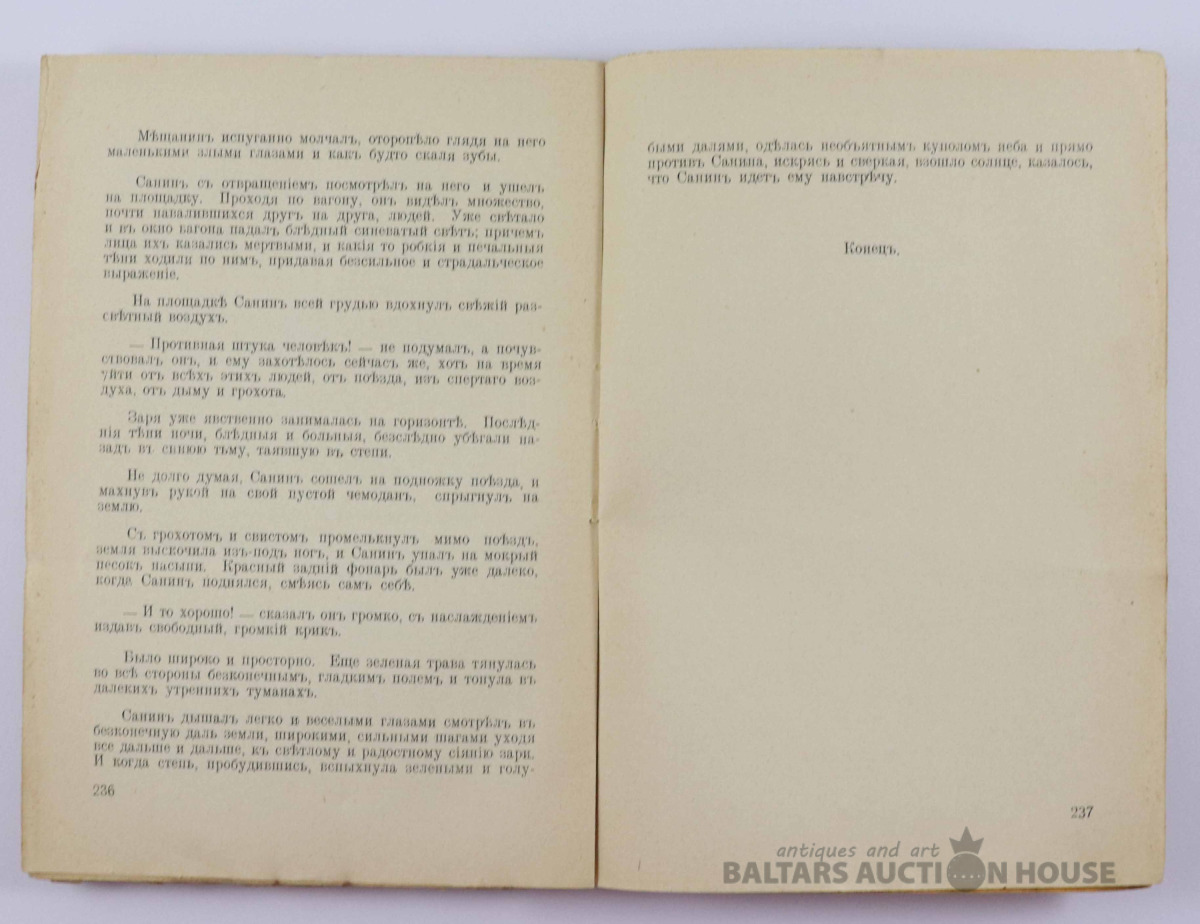 Мѣщанинъ испуганно молчалъ, оторопѣло глядя на него
маленькими злыми глазами и какъ будто скаля зубы.
Санинъ съ отвращеніемъ посмотрѣлъ на него и ушелъ
на площадку. Проходя по вагону, онъ видѣлъ множество,
почти навалившихся другъ на друга, людей. Уже свѣтало
и въ окно вагона падалъ блѣдный синеватый свѣтъ; причемъ
лица ихъ казались мертвыми, и какія то робкія и печальныя
тѣни ходили по нимъ, придавая безсильное и страдальческое
выраженіе.
На площадкѣ Санинъ всей грудью вдохнулъ свѣжій раз-
свѣтный воздухъ.
— Противная штука человѣкъ! — не подумалъ, а почув-
ствовалъ онъ, и ему захотѣлось сейчасъ же, хоть на время
уйти отъ всѣхъ этихъ людей, отъ поѣзда, изъ спертаго воз-
духа, отъ дыму и грохота.
Заря уже явственно занималась на горизонтѣ. Послѣд-
нія тѣни ночи, блѣдныя и больныя, безслѣдно убѣгали на-
задъ въ синюю тьму, таявшую въ степи.
Не долго думая, Санинъ сошелъ на подножку поѣзда, и
махнувъ рукой на свой пустой чемоданъ, спрыгнулъ на
землю.
Съ грохотомъ и свистомъ промелькнулъ мимо поѣздъ,
земля выскочила изъ-подъ ногъ, и Санинъ упалъ на мокрый
песокъ насыпи. Красный задній фонарь былъ уже далеко,
когда Санинъ поднялся, смѣясь самъ себѣ.
— И то хорошо! — сказалъ онъ громко, съ наслажденіемъ
издавъ свободный, громкій крикъ.
Было широко и просторно. Еще зеленая трава тянулась
во всѣ стороны безконечнымъ, гладкимъ полемъ и тонула въ
далекихъ утреннихъ туманахъ.
Санинъ дышалъ легко и веселыми глазами смотрѣлъ въ
безконечную даль земли, широкими, сильными шагами уходя
все дальше и дальше, къ свѣтлому и радостному сіянію зари.
И когда степь, пробудившись, вспыхнула зелеными и голу-
236
быми далями, одѣлась необъятнымъ куполомъ неба и прямо
противъ Санина, искрясь и сверкая, взошло солнце, казалось,
что Санинъ идетъ ему навстрѣчу.
Конецъ.
237
antiques and art
BALTARS AUCTION HOUSE